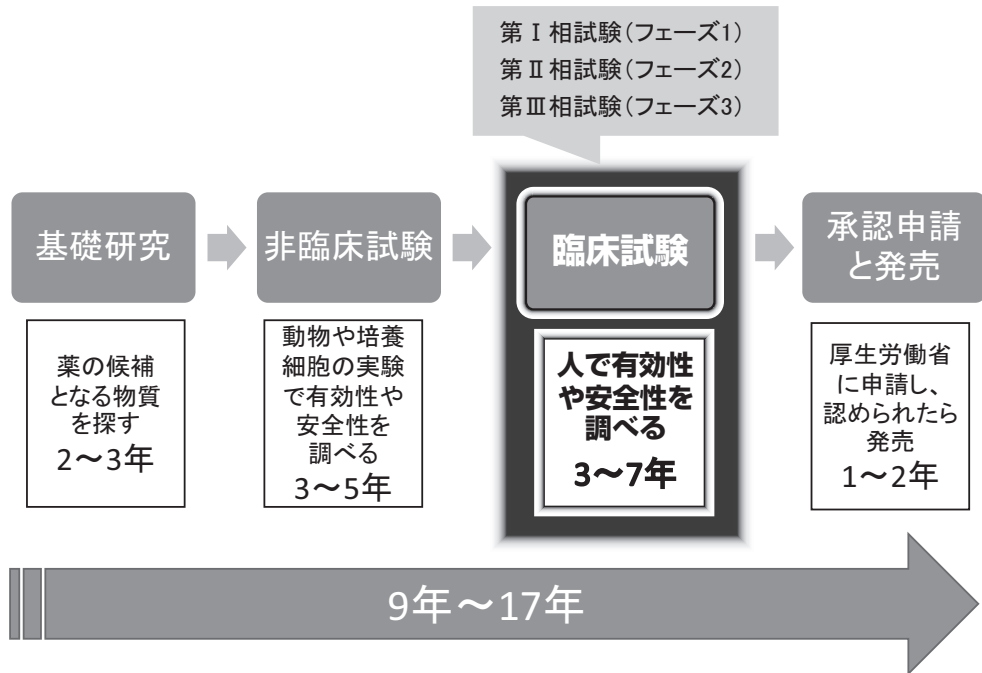 第Ⅰ相試験(フェーズ1)
第Ⅱ相試験(フェーズ2)
第Ⅲ相試験(フェーズ3)
基礎研究
非臨床試験
臨床試験
承認申請
と発売
薬の候補
となる物質
を探す
2～3年
動物や培養
細胞の実験
で有効性や
安全性を
調べる
3～5年
人で有効性
や安全性を
調べる
3～7年
厚生労働省
に申請し、
認められたら
発売
1～2年
9年～17年